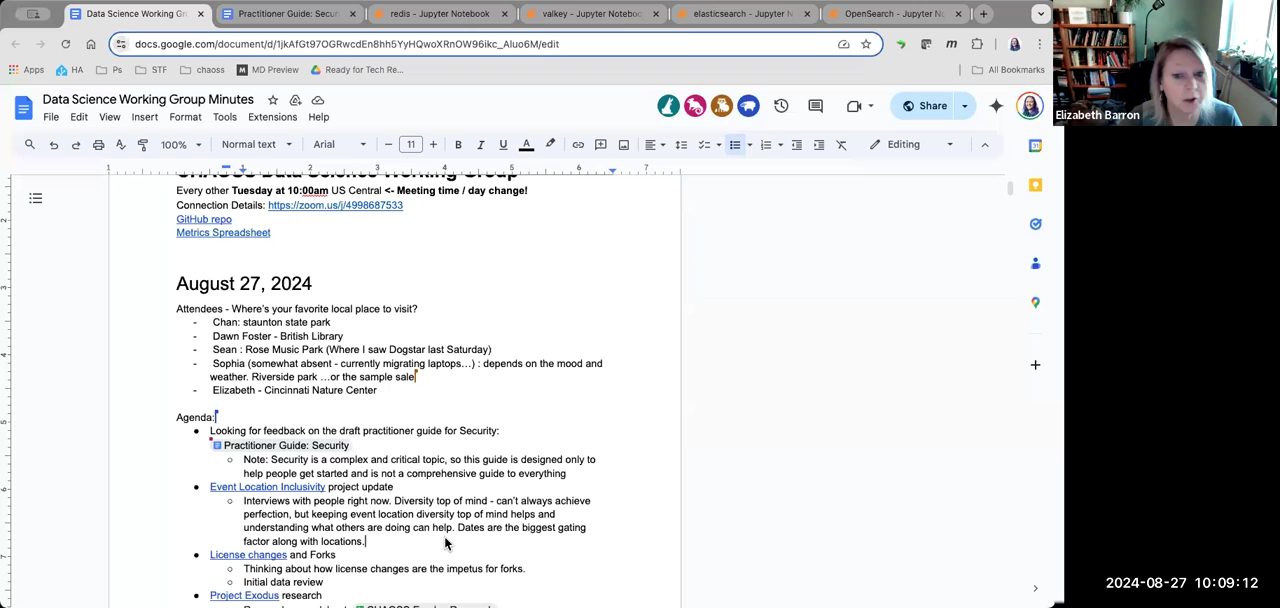 Data Science Working Gr
Practitioner Guide: Secur
redis - Jupyter Notebook
valkey - Jupyter Noteboo
elasticsearch - Jupyter N
OpenSearch - Jupyter No
docs.google.com/document/d/1jkAfGt97OGRwcdEn8hh5YyHQwoXRnOW96ikc_AIuo6M/edit
Apps
HA
Ps
STF
chaoss
MD Preview
Ready for Tech Re...
All Bookmarks
Elizabeth Barron
Data Science Working Group Minutes
File Edit View Insert Format Tools Extensions Help
Share
100%
Normal text
Arial
11
Editing
Every other Tuesday at 10:00am US Central <- Meeting time / day change!
Connection Details: https://zoom.us/j/4998687533
GitHub repo
Metrics Spreadsheet
August 27, 2024
Attendees - Where's your favorite local place to visit?
- Chan: staunton state park
- Dawn Foster - British Library
- Sean : Rose Music Park (Where I saw Dogstar last Saturday)
- Sophia (somewhat absent - currently migrating laptops...) : depends on the mood and
weather. Riverside park ...or the sample sale
- Elizabeth - Cincinnati Nature Center
Agenda:
● Looking for feedback on the draft practitioner guide for Security:
Practitioner Guide: Security
○ Note: Security is a complex and critical topic, so this guide is designed only to
help people get started and is not a comprehensive guide to everything
● Event Location Inclusivity project update
○ Interviews with people right now. Diversity top of mind - can't always achieve
perfection, but keeping event location diversity top of mind helps and
understanding what others are doing can help. Dates are the biggest gating
factor along with locations.
● License changes and Forks
○ Thinking about how license changes are the impetus for forks.
○ Initial data review
● Project Exodus research
2024-08-27 10:09:12